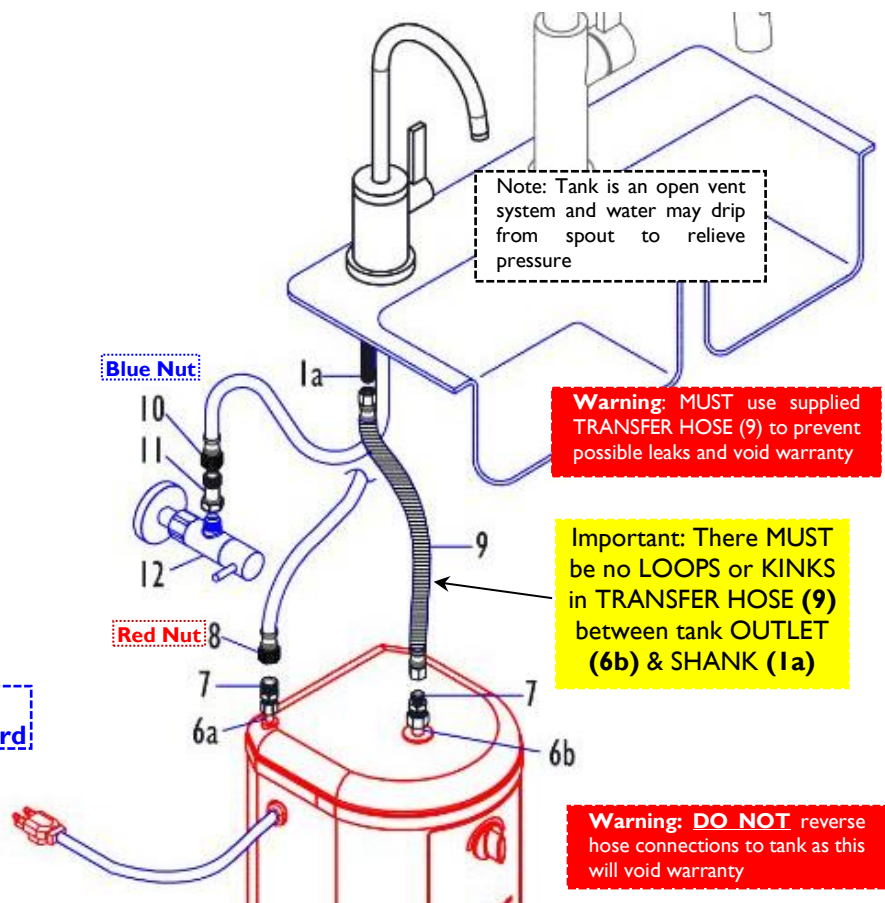 Note: Tank is an open vent
system and water may drip
from spout to relieve
pressure
Blue Nut
1a
10
11
Warning: MUST use supplied
TRANSFER HOSE (9) to prevent
possible leaks and void warranty
12
9
Important: There MUST
be no LOOPS or KINKS
in TRANSFER HOSE (9)
between tank OUTLET
(6b) & SHANK (1a)
Red Nut
8
7
7
6a
6b
rd
Warning: DO NOT reverse
hose connections to tank as this
will void warranty